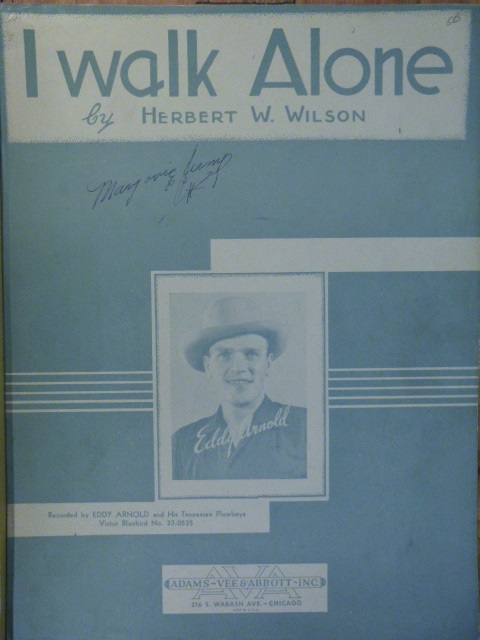 I walk Alone
by HERBERT W. WILSON
Eddy Arnold
Recorded by EDDY ARNOLD and His Tennessee Plowboys
Victor Bluebird No. 33-0535
AVA
ADAMS-VEE & ABBOTT-INC.
216 S. WABASH AVE. - CHICAGO